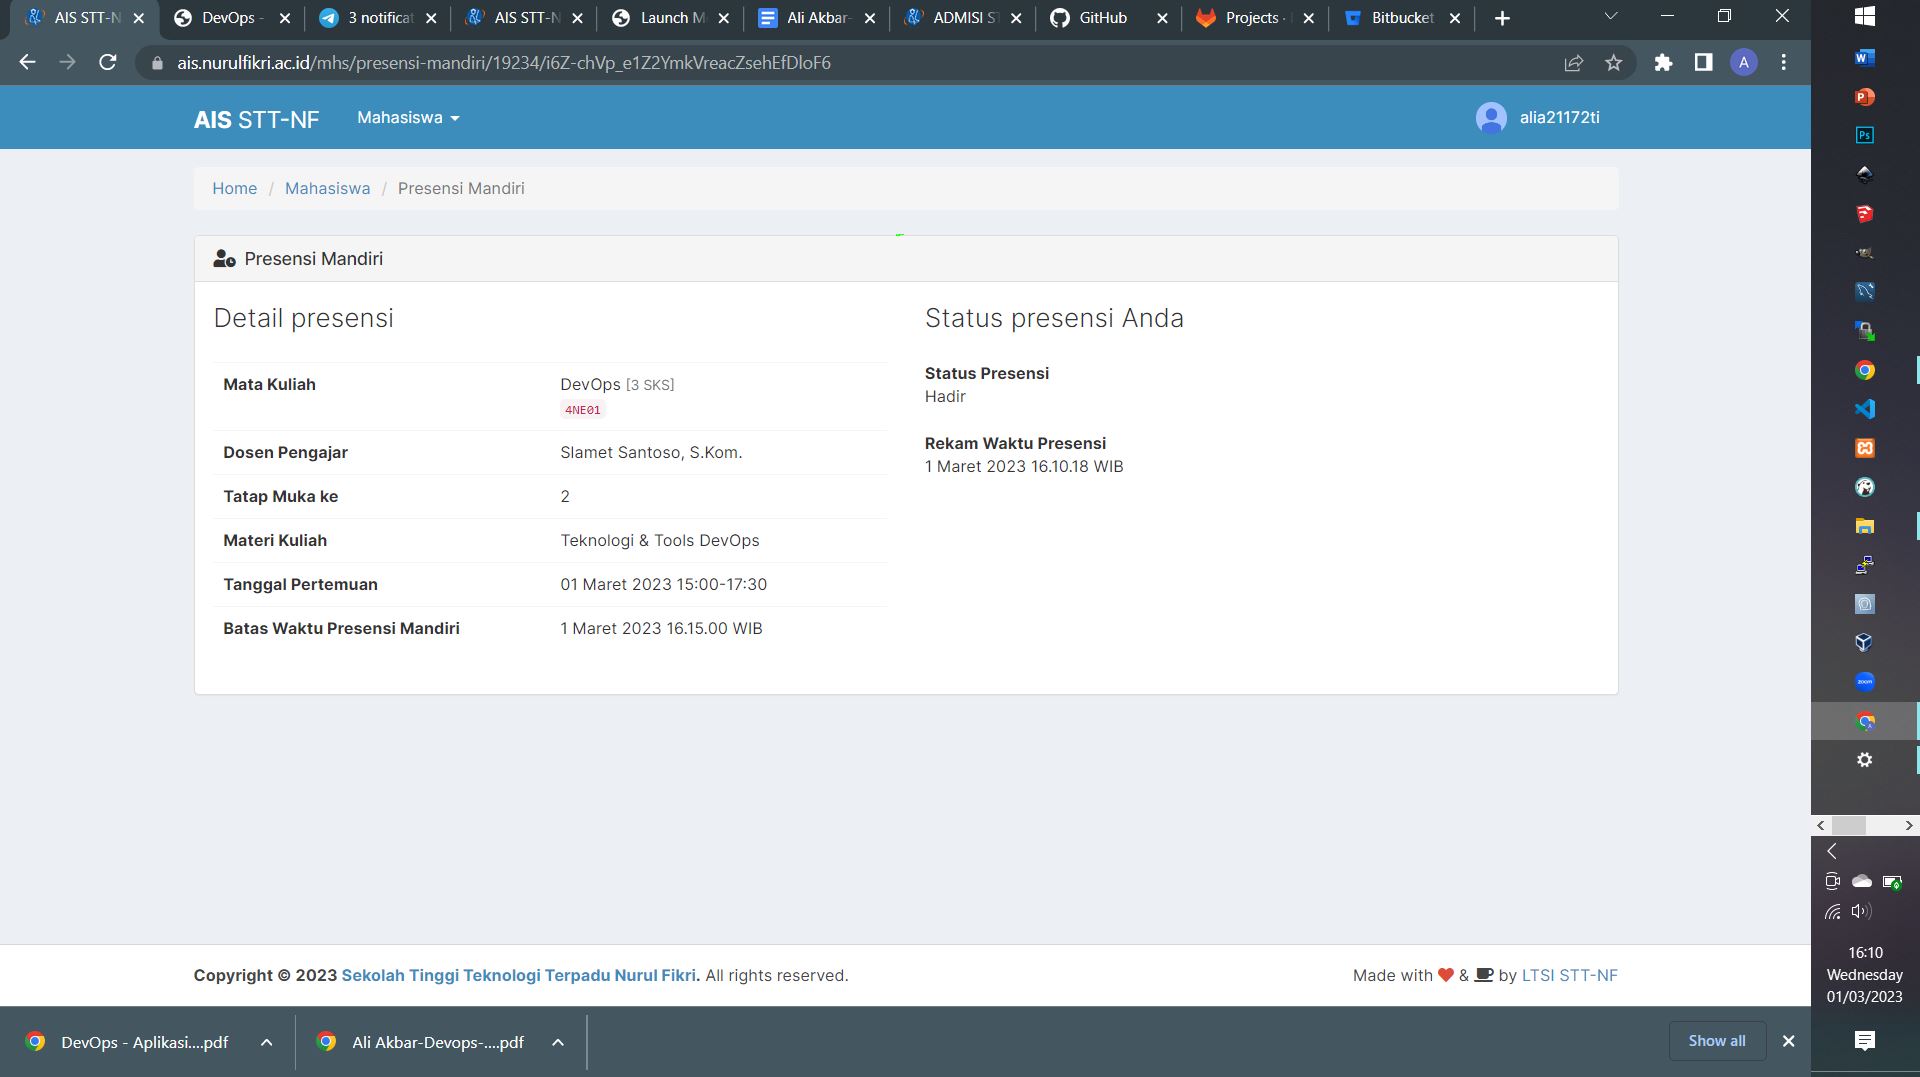 AIS STT-N
DevOps -
3 notificat
AIS STT-N
Launch M
Ali Akbar-
ADMISI ST
GitHub
Projects ·
Bitbucket
ais.nurulfikri.ac.id/mhs/presensi-mandiri/19234/i6Z-chVp_e1Z2YmkVreacZsehEfDloF6
A
AIS STT-NF
Mahasiswa
alia21172ti
Home / Mahasiswa / Presensi Mandiri
Presensi Mandiri
Detail presensi
Mata Kuliah
DevOps [3 SKS]
4NE01
Dosen Pengajar
Slamet Santoso, S.Kom.
Tatap Muka ke
2
Materi Kuliah
Teknologi & Tools DevOps
Tanggal Pertemuan
01 Maret 2023 15:00-17:30
Batas Waktu Presensi Mandiri
1 Maret 2023 16.15.00 WIB
Status presensi Anda
Status Presensi
Hadir
Rekam Waktu Presensi
1 Maret 2023 16.10.18 WIB
Copyright © 2023 Sekolah Tinggi Teknologi Terpadu Nurul Fikri. All rights reserved.
Made with ❤ & by LTSI STT-NF
DevOps - Aplikasi....pdf
Ali Akbar-Devops-....pdf
Show all
W
P
Ps
zoom
16:10
Wednesday
01/03/2023